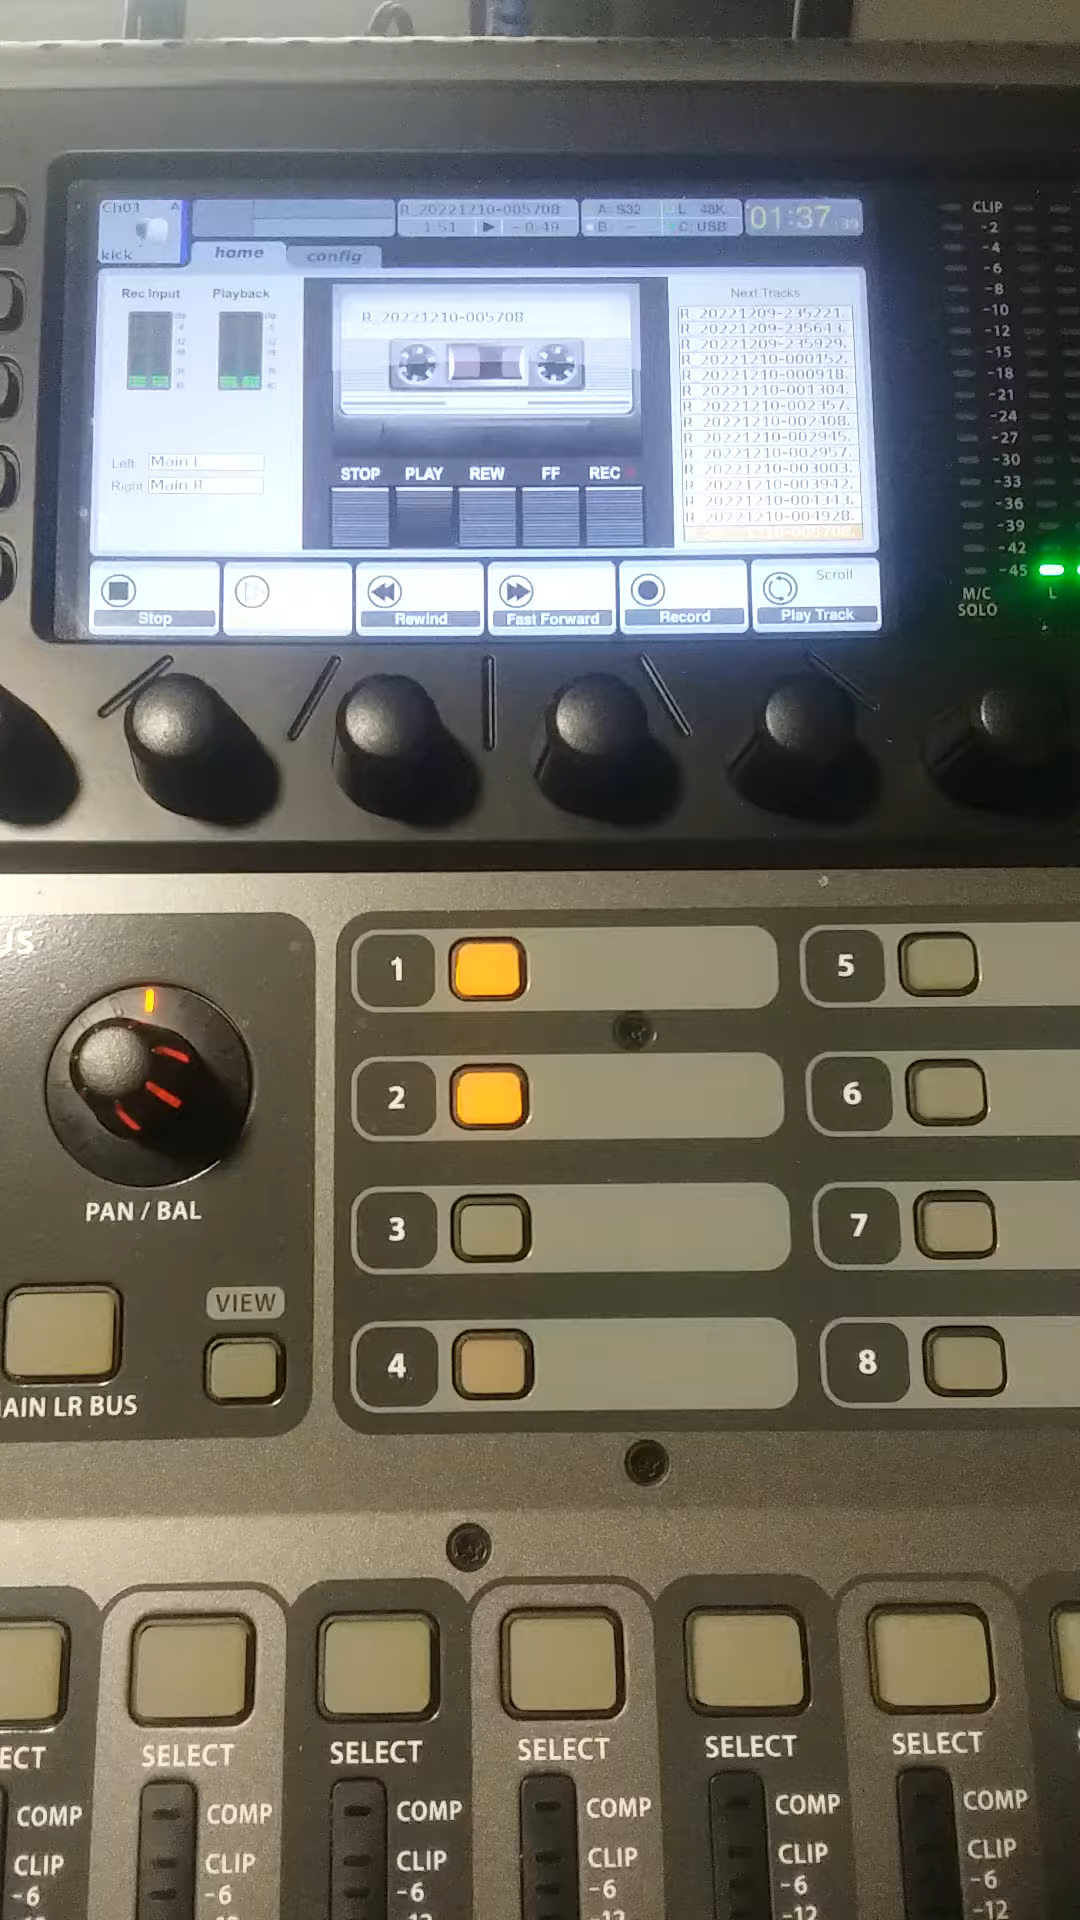 Ch01 A
kick
R_20221210-005708
1:51 -0:49
A: S32 L 48K
B: -- C: USB
01:37
home config
Rec Input Playback
R_20221210-005708
Next Tracks
R_20221209-235221.
R_20221209-235643.
R_20221209-235929.
R_20221210-000152.
R_20221210-000918.
R_20221210-001304.
R_20221210-002357.
R_20221210-002408.
R_20221210-002945.
R_20221210-002957.
R_20221210-003003.
R_20221210-003942.
R_20221210-004343.
R_20221210-004928.
Left Main L
Right Main R
STOP PLAY REW FF REC
Stop
Rewind
Fast Forward
Record
Scroll
Play Track
CLIP
-2
-4
-6
-8
-10
-12
-15
-18
-21
-24
-27
-30
-33
-36
-39
-42
-45
M/C
SOLO
L
US
1 5
2 6
3 7
4 8
PAN / BAL
VIEW
AIN LR BUS
ECT SELECT SELECT SELECT SELECT SELECT
COMP COMP COMP COMP COMP COMP
CLIP CLIP CLIP CLIP CLIP CLIP
-6 -6 -6 -6 -6 -6
-12 -12